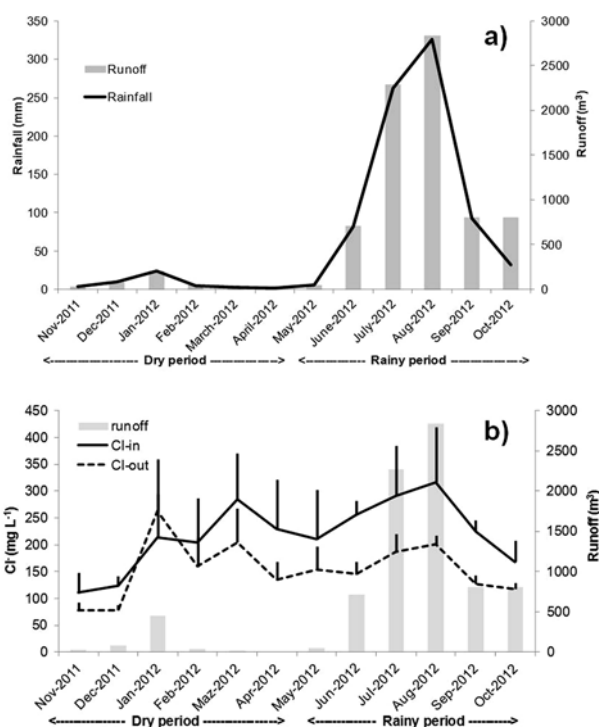 a)
350
300
250
200
150
100
50
0
Rainfall (mm)
Runoff
Rainfall
3000
2500
2000
1500
1000
500
0
Runoff (m³)
Nov-2011
Dec-2011
Jan-2012
Feb-2012
March-2012
April-2012
May-2012
June-2012
July-2012
Aug-2012
Sep-2012
Oct-2012
Dry period
Rainy period
b)
450
400
350
300
250
200
150
100
50
0
Cl⁻(mg L⁻¹)
runoff
Cl-in
Cl-out
3000
2500
2000
1500
1000
500
0
Runoff (m³)
Nov-2011
Dec-2011
Jan-2012
Feb-2012
Maz-2012
Apr-2012
May-2012
Jun-2012
Jul-2012
Aug-2012
Sep-2012
Oct-2012
Dry period
Rainy period